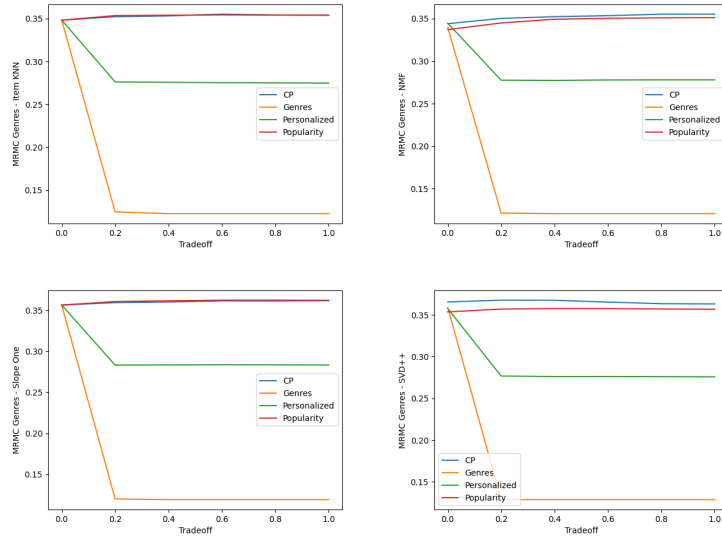 0.35
0.30
0.25
0.20
0.15
MRMC Genres - Item KNN
CP
Genres
Personalized
Popularity
0.0 0.2 0.4 0.6 0.8 1.0
Tradeoff
0.35
0.30
0.25
0.20
0.15
MRMC Genres - NMF
CP
Genres
Personalized
Popularity
0.0 0.2 0.4 0.6 0.8 1.0
Tradeoff
0.35
0.30
0.25
0.20
0.15
MRMC Genres - Slope One
CP
Genres
Personalized
Popularity
0.0 0.2 0.4 0.6 0.8 1.0
Tradeoff
0.35
0.30
0.25
0.20
0.15
MRMC Genres - SVD++
CP
Genres
Personalized
Popularity
0.0 0.2 0.4 0.6 0.8 1.0
Tradeoff